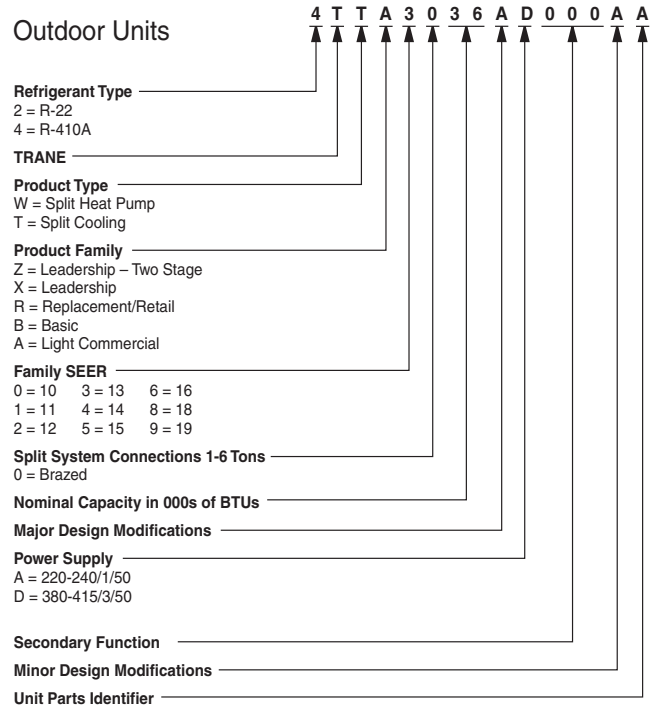 Outdoor Units
4 T T A 3 0 3 6 A D 0 0 0 A A
Refrigerant Type
2 = R-22
4 = R-410A
TRANE
Product Type
W = Split Heat Pump
T = Split Cooling
Product Family
Z = Leadership – Two Stage
X = Leadership
R = Replacement/Retail
B = Basic
A = Light Commercial
Family SEER
0 = 10 3 = 13 6 = 16
1 = 11 4 = 14 8 = 18
2 = 12 5 = 15 9 = 19
Split System Connections 1-6 Tons
0 = Brazed
Nominal Capacity in 000s of BTUs
Major Design Modifications
Power Supply
A = 220-240/1/50
D = 380-415/3/50
Secondary Function
Minor Design Modifications
Unit Parts Identifier